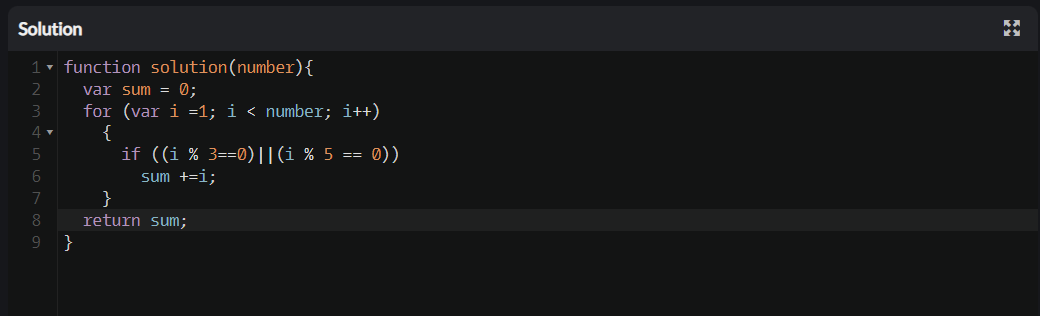 Solution
1 function solution(number){
2   var sum = 0;
3   for (var i =1; i < number; i++)
4     {
5       if ((i % 3==0)||(i % 5 == 0))
6         sum +=i;
7     }
8   return sum;
9 }